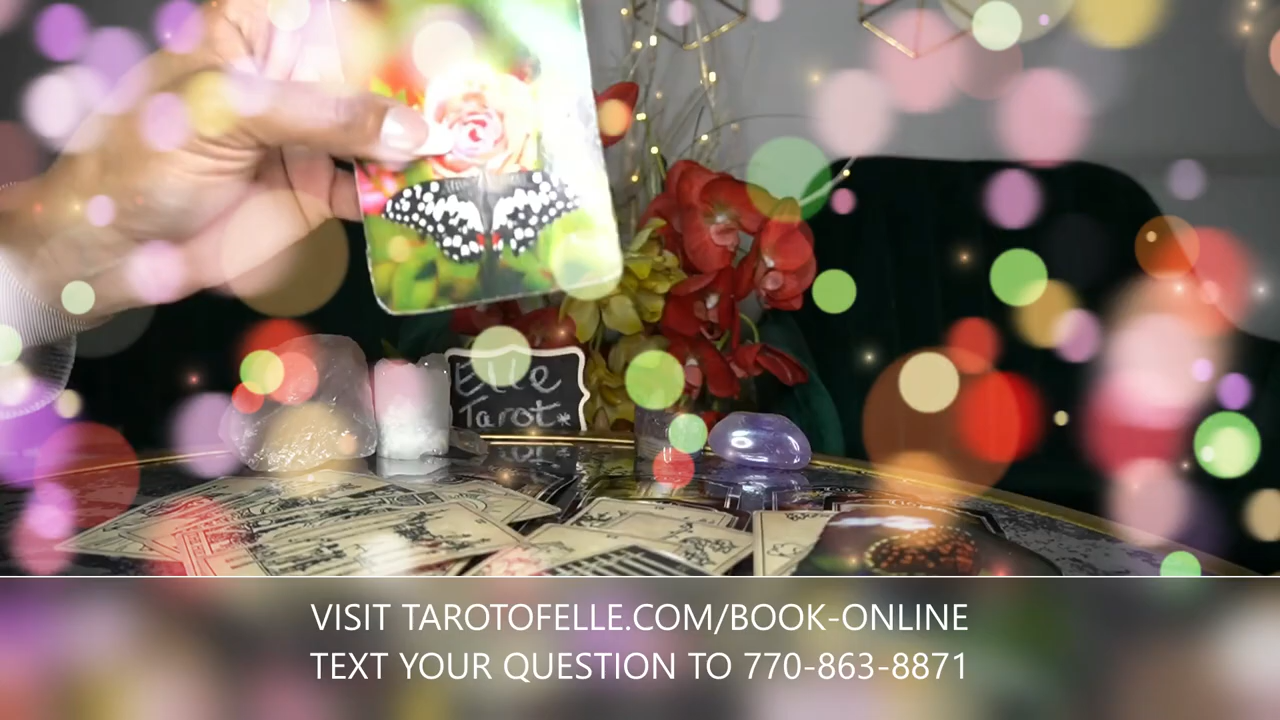 Elle
Tarot*
VISIT TAROTOFELLE.COM/BOOK-ONLINE
TEXT YOUR QUESTION TO 770-863-8871